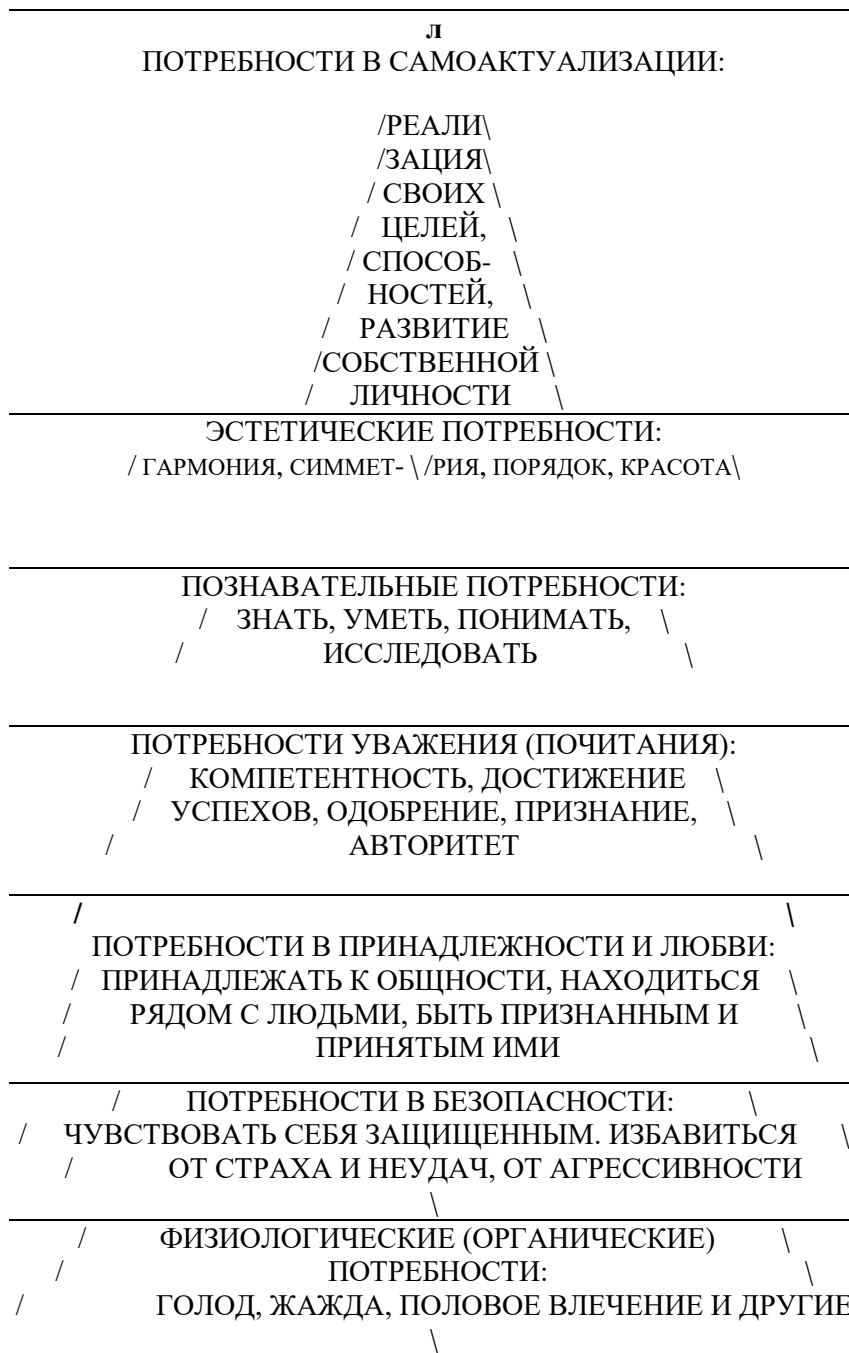 л
ПОТРЕБНОСТИ В САМОАКТУАЛИЗАЦИИ:
/РЕАЛИ\
/ЗАЦИЯ\
/ СВОИХ \
/ ЦЕЛЕЙ, \
/ СПОСОБ- \
/ НОСТЕЙ, \
/ РАЗВИТИЕ \
/СОБСТВЕННОЙ \
/ ЛИЧНОСТИ \
ЭСТЕТИЧЕСКИЕ ПОТРЕБНОСТИ:
/ ГАРМОНИЯ, СИММЕТ- \ /РИЯ, ПОРЯДОК, КРАСОТА\
ПОЗНАВАТЕЛЬНЫЕ ПОТРЕБНОСТИ:
/ ЗНАТЬ, УМЕТЬ, ПОНИМАТЬ, \
/ ИССЛЕДОВАТЬ \
ПОТРЕБНОСТИ УВАЖЕНИЯ (ПОЧИТАНИЯ):
/ КОМПЕТЕНТНОСТЬ, ДОСТИЖЕНИЕ \
/ УСПЕХОВ, ОДОБРЕНИЕ, ПРИЗНАНИЕ, \
/ АВТОРИТЕТ \
/ \
ПОТРЕБНОСТИ В ПРИНАДЛЕЖНОСТИ И ЛЮБВИ:
/ ПРИНАДЛЕЖАТЬ К ОБЩНОСТИ, НАХОДИТЬСЯ \
/ РЯДОМ С ЛЮДЬМИ, БЫТЬ ПРИЗНАННЫМ И \
/ ПРИНЯТЫМ ИМИ \
/ ПОТРЕБНОСТИ В БЕЗОПАСНОСТИ: \
/ ЧУВСТВОВАТЬ СЕБЯ ЗАЩИЩЕННЫМ. ИЗБАВИТЬСЯ \
/ ОТ СТРАХА И НЕУДАЧ, ОТ АГРЕССИВНОСТИ
\
/ ФИЗИОЛОГИЧЕСКИЕ (ОРГАНИЧЕСКИЕ) \
/ ПОТРЕБНОСТИ: \
/ ГОЛОД, ЖАЖДА, ПОЛОВОЕ ВЛЕЧЕНИЕ И ДРУГИЕ
\